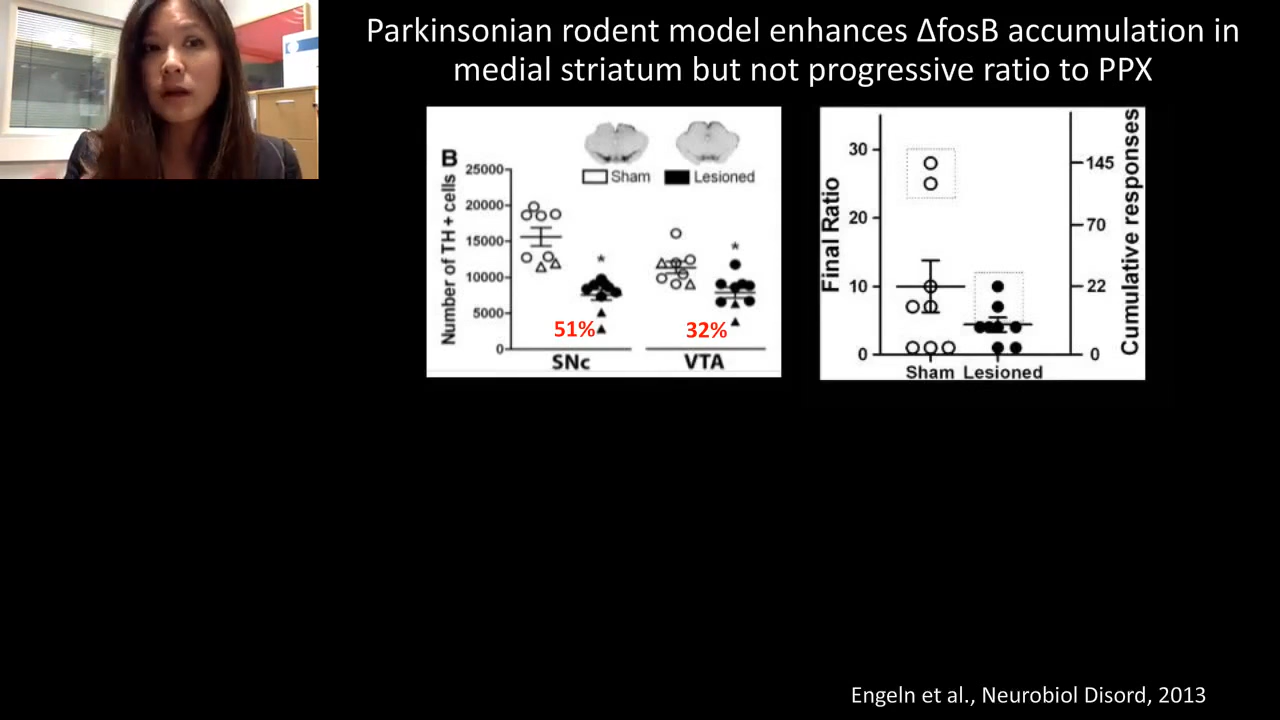 Parkinsonian rodent model enhances ΔfosB accumulation in
medial striatum but not progressive ratio to PPX
B
Number of TH + cells
25000
20000
15000
10000
5000
0
Sham
Lesioned
*
*
51%
32%
SNc
VTA
Final Ratio
30
20
10
0
145
70
22
0
Cumulative responses
Sham Lesioned
Engeln et al., Neurobiol Disord, 2013